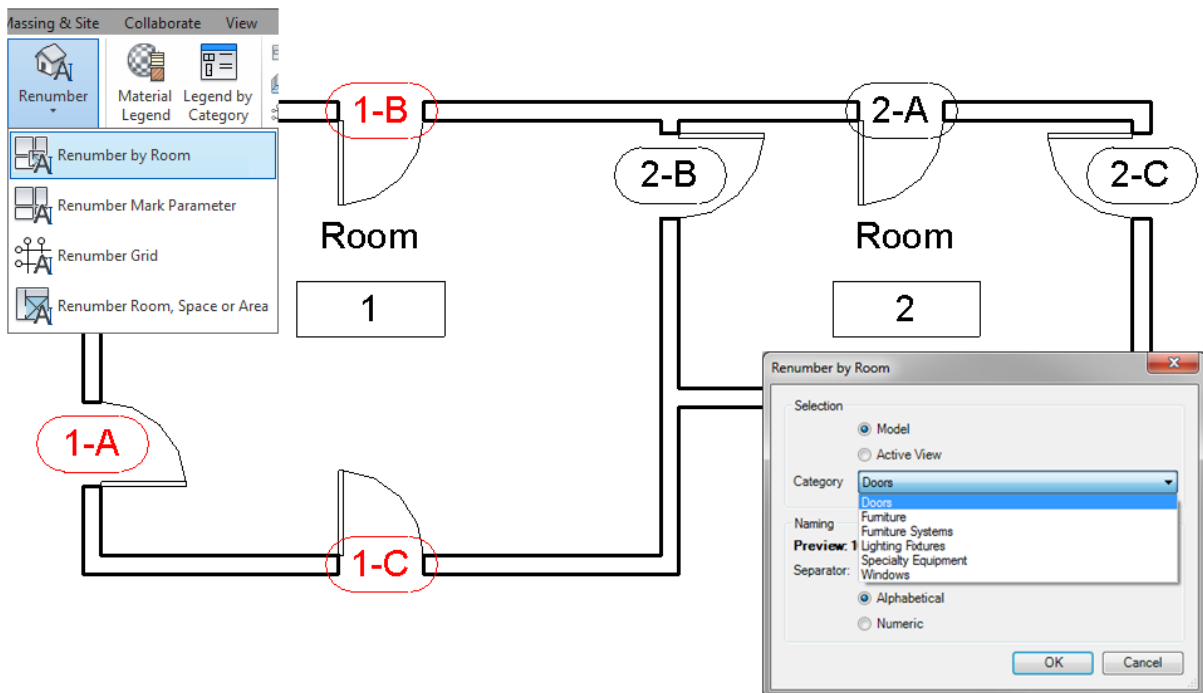 Massing & Site Collaborate View
Renumber
Material Legend
Legend by Category
Renumber by Room
Renumber Mark Parameter
Renumber Grid
Renumber Room, Space or Area
1-B
2-A
2-B
2-C
Room
1
Room
2
1-A
1-C
Renumber by Room
Selection
Model
Active View
Category Doors
Doors
Furniture
Furniture Systems
Lighting Fixtures
Specialty Equipment
Windows
Naming
Preview: 1
Separator:
Alphabetical
Numeric
OK Cancel